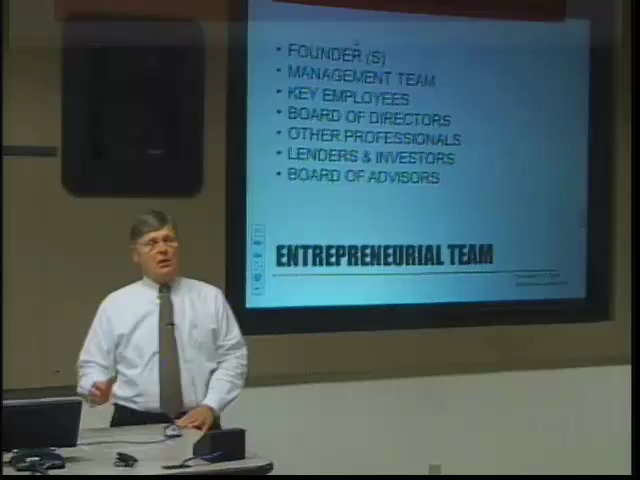 • FOUNDER (S)
• MANAGEMENT TEAM
• KEY EMPLOYEES
• BOARD OF DIRECTORS
• OTHER PROFESSIONALS
• LENDERS & INVESTORS
• BOARD OF ADVISORS
ENTREPRENEURIAL TEAM